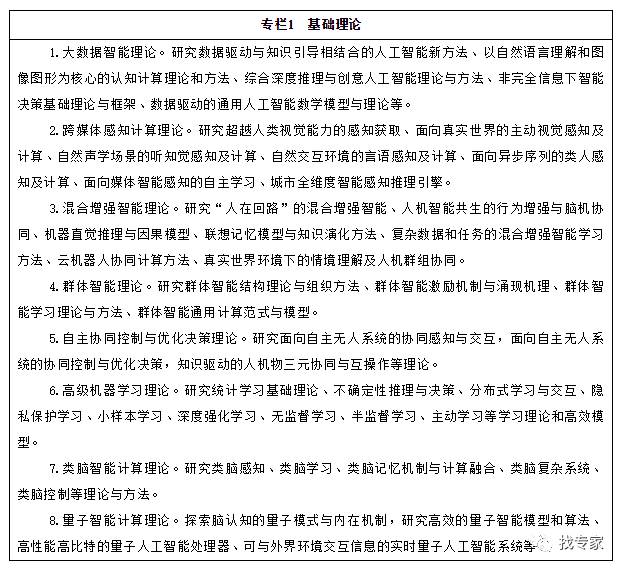 专栏1 基础理论
1.大数据智能理论。研究数据驱动与知识引导相结合的人工智能新方法、以自然语言理解和图
像图形为核心的认知计算理论和方法、综合深度推理与创意人工智能理论与方法、非完全信息下智能
决策基础理论与框架、数据驱动的通用人工智能数学模型与理论等。
2.跨媒体感知计算理论。研究超越人类视觉能力的感知获取、面向真实世界的主动视觉感知及
计算、自然声学场景的听知觉感知及计算、自然交互环境的言语感知及计算、面向异步序列的类人感
知及计算、面向媒体智能感知的自主学习、城市全维度智能感知推理引擎。
3.混合增强智能理论。研究“人在回路”的混合增强智能、人机智能共生的行为增强与脑机协
同、机器直觉推理与因果模型、联想记忆模型与知识演化方法、复杂数据和任务的混合增强智能学习
方法、云机器人协同计算方法、真实世界环境下的情境理解及人机群组协同。
4.群体智能理论。研究群体智能结构理论与组织方法、群体智能激励机制与涌现机理、群体智
能学习理论与方法、群体智能通用计算范式与模型。
5.自主协同控制与优化决策理论。研究面向自主无人系统的协同感知与交互，面向自主无人系
统的协同控制与优化决策，知识驱动的人机物三元协同与互操作等理论。
6.高级机器学习理论。研究统计学习基础理论、不确定性推理与决策、分布式学习与交互、隐
私保护学习、小样本学习、深度强化学习、无监督学习、半监督学习、主动学习等学习理论和高效模
型。
7.类脑智能计算理论。研究类脑感知、类脑学习、类脑记忆机制与计算融合、类脑复杂系统、
类脑控制等理论与方法。
8.量子智能计算理论。探索脑认知的量子模式与内在机制，研究高效的量子智能模型和算法、
高性能高比特的量子人工智能处理器、可与外界环境交互信息的实时量子人工智能系统等
找专家